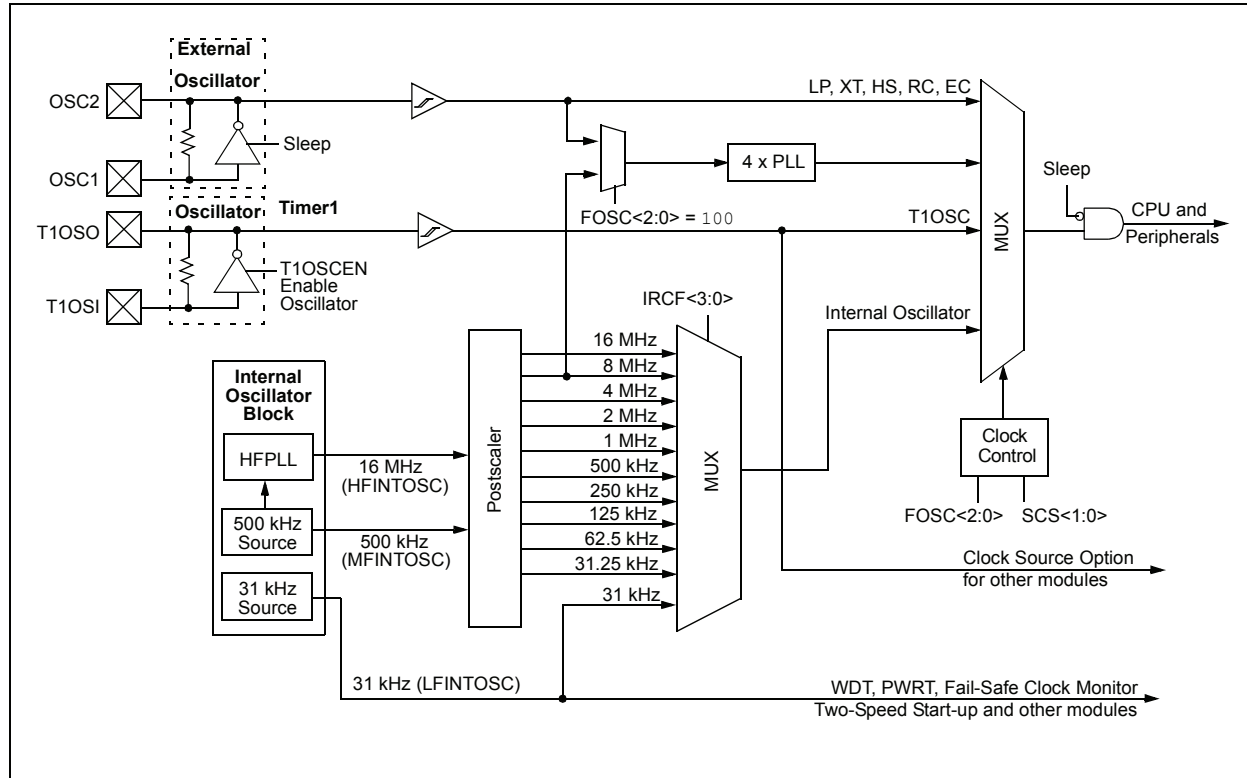 External
Oscillator
OSC2
LP, XT, HS, RC, EC
Sleep
OSC1
4 x PLL
Sleep
FOSC<2:0> = 100
Oscillator
Timer1
T1OSO
T1OSC
MUX
CPU and
Peripherals
T1OSCEN
Enable
Oscillator
T1OSI
IRCF<3:0>
Internal Oscillator
16 MHz
8 MHz
4 MHz
2 MHz
1 MHz
500 kHz
250 kHz
125 kHz
62.5 kHz
31.25 kHz
31 kHz
Internal
Oscillator
Block
HFPLL
16 MHz
(HFINTOSC)
500 kHz
Source
500 kHz
(MFINTOSC)
31 kHz
Source
Postscaler
MUX
Clock
Control
FOSC<2:0>
SCS<1:0>
Clock Source Option
for other modules
31 kHz (LFINTOSC)
WDT, PWRT, Fail-Safe Clock Monitor
Two-Speed Start-up and other modules